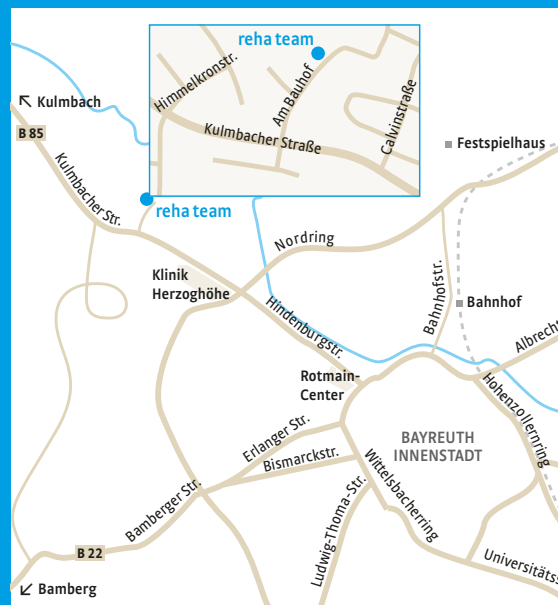 reha team
Himmelkronstr.
Am Bauhof
Calvinstraße
Kulmbacher Straße
Kulmbach
B 85
Kulmbacher Str.
reha team
Festspielhaus
Nordring
Klinik
Herzoghöhe
Hindenburgstr.
Bahnhofstr.
Bahnhof
Albrecht
Rotmain-
Center
Hohenzollernring
BAYREUTH
INNENSTADT
Erlanger Str.
Bismarckstr.
Wittelsbacherring
Bamberger Str.
Ludwig-Thoma-Str.
B 22
Universitätss
Bamberg